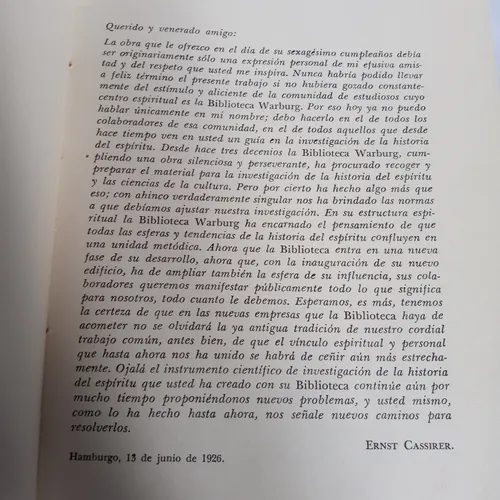 Querido y venerado amigo:
La obra que le ofrezco en el día de su sexagésimo cumpleaños debía
ser originariamente sólo una expresión personal de mi efusiva amis-
tad y del respeto que usted me inspira. Nunca habría podido llevar
a feliz término el presente trabajo si no hubiera gozado constante-
mente del estímulo y aliciente de la comunidad de estudiosos cuyo
centro espiritual es la Biblioteca Warburg. Por eso hoy ya no puedo
hablar únicamente en mi nombre; debo hacerlo en el de todos los
colaboradores de esa comunidad, en el de todos aquellos que desde
hace tiempo ven en usted un guía en la investigación de la historia
del espíritu. Desde hace tres decenios la Biblioteca Warburg, cum-
pliendo una obra silenciosa y perseverante, ha procurado recoger y
preparar el material para la investigación de la historia del espíritu
y las ciencias de la cultura. Pero por cierto ha hecho algo más que
eso; con ahinco verdaderamente singular nos ha brindado las normas
a que debíamos ajustar nuestra investigación. En su estructura espi-
ritual la Biblioteca Warburg ha encarnado el pensamiento de que
todas las esferas y tendencias de la historia del espíritu confluyen en
una unidad metódica. Ahora que la Biblioteca entra en una nueva
fase de su desarrollo, ahora que, con la inauguración de su nuevo
edificio, ha de ampliar también la esfera de su influencia, sus cola-
boradores queremos manifestar públicamente todo lo que significa
para nosotros, todo cuanto le debemos. Esperamos, es más, tenemos
la certeza de que en las nuevas empresas que la Biblioteca haya de
acometer no se olvidará la ya antigua tradición de nuestro cordial
trabajo común, antes bien, de que el vínculo espiritual y personal
que hasta ahora nos ha unido se habrá de ceñir aún más estrecha-
mente. Ojalá el instrumento científico de investigación de la historia
del espíritu que usted ha creado con su Biblioteca continúe aún por
mucho tiempo proponiéndonos nuevos problemas, y usted mismo,
como lo ha hecho hasta ahora, nos señale nuevos caminos para
resolverlos.
ERNST CASSIRER.
Hamburgo, 13 de junio de 1926.